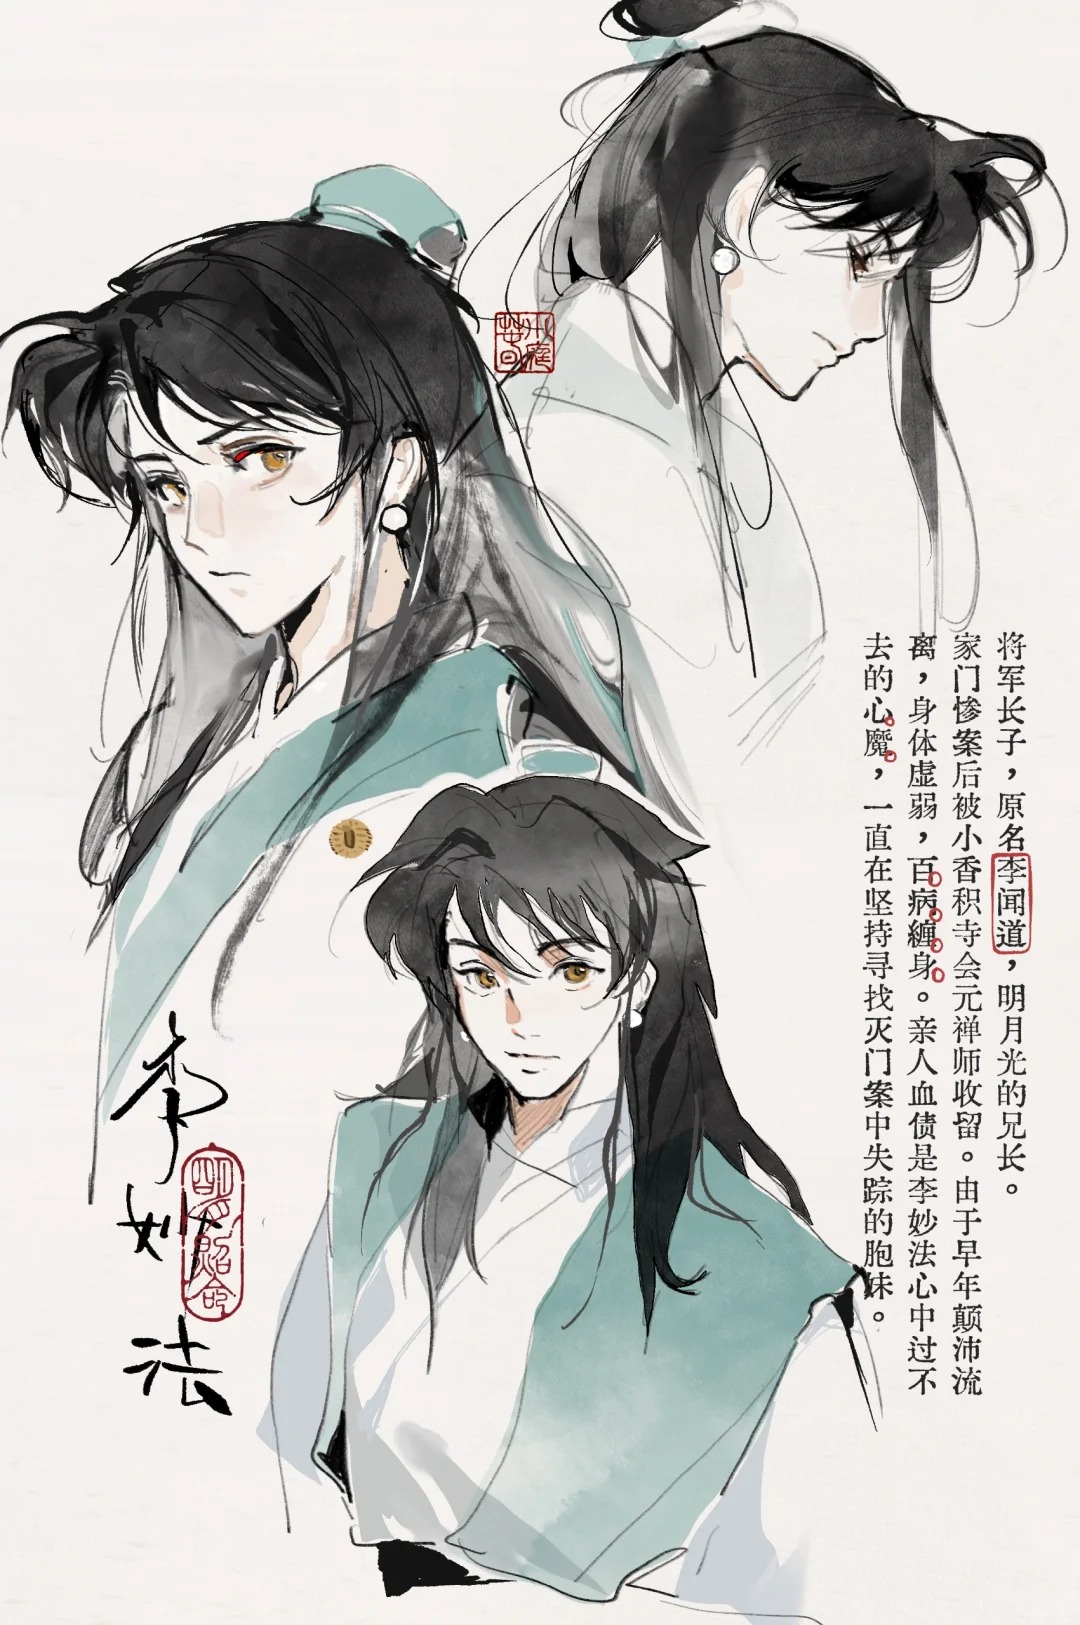 将军长子，原名李闻道，明月光的兄长。
家门惨案后被小香积寺会元禅师收留。由于早年颠沛流
离，身体虚弱，百病缠身。亲人血债是李妙法心中过不
去的心魔，一直在坚持寻找灭门案中失踪的胞妹。
李妙法